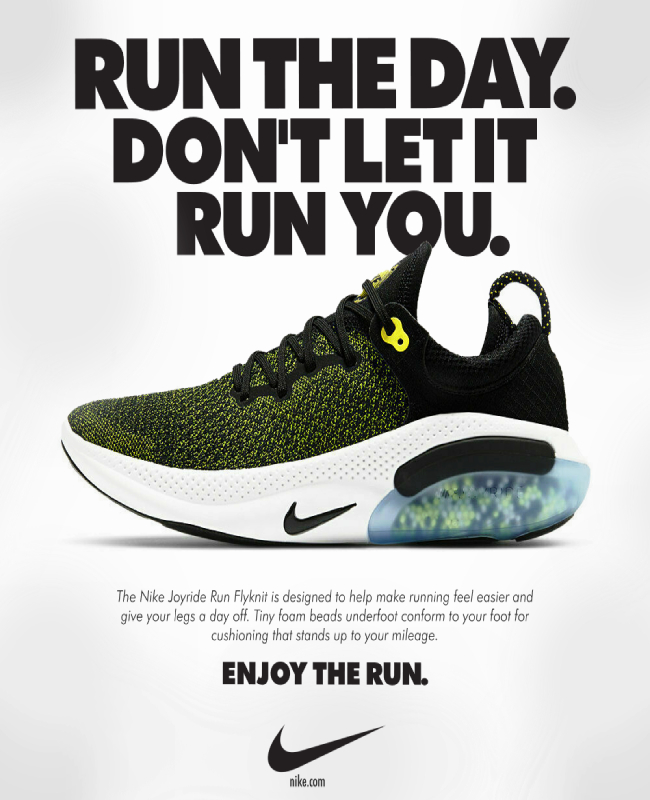 RUN THE DAY.
DON'T LET IT
RUN YOU.
The Nike Joyride Run Flyknit is designed to help make running feel easier and
give your legs a day off. Tiny foam beads underfoot conform to your foot for
cushioning that stands up to your mileage.
ENJOY THE RUN.
nike.com